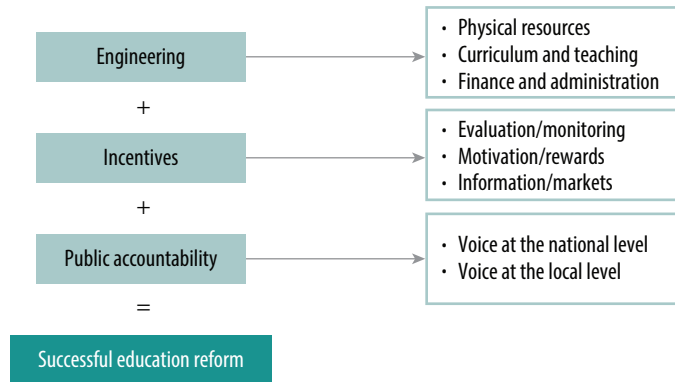 Engineering
· Physical resources
· Curriculum and teaching
· Finance and administration
+
Incentives
· Evaluation/monitoring
· Motivation/rewards
· Information/markets
+
Public accountability
· Voice at the national level
· Voice at the local level
=
Successful education reform